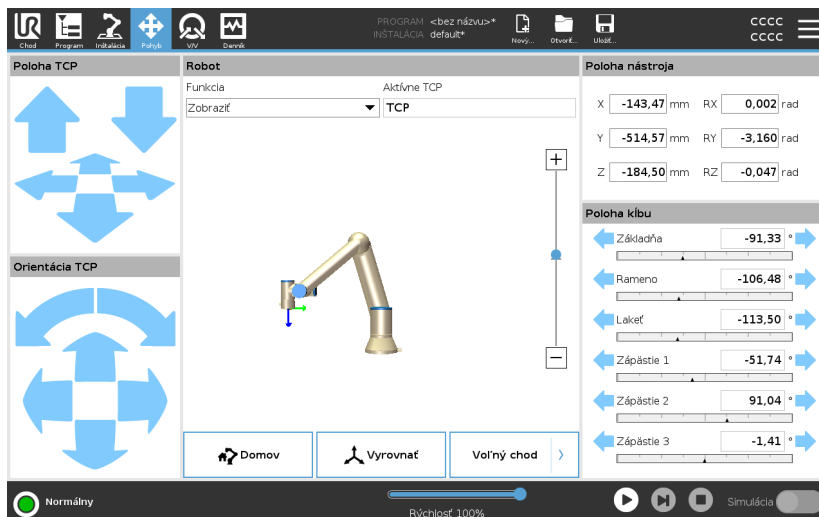 UR
PROGRAM <bez názvu>*
INŠTALÁCIA default*
CCCC
CCCC
Chod Program Inštalácia Pohyb V/V Denník Nový... Otvoriť... Uložiť...
Poloha TCP
Orientácia TCP
Robot
Funkcia Aktívne TCP
Zobraziť TCP
Domov Vyrovnať Voľný chod
Poloha nástroja
X -143,47 mm RX 0,002 rad
Y -514,57 mm RY -3,160 rad
Z -184,50 mm RZ -0,047 rad
Poloha kĺbu
Základňa -91,33 °
Rameno -106,48 °
Lakeť -113,50 °
Zápästie 1 -51,74 °
Zápästie 2 91,04 °
Zápästie 3 -1,41 °
Normálny
Rýchlosť 100%
Simulácia